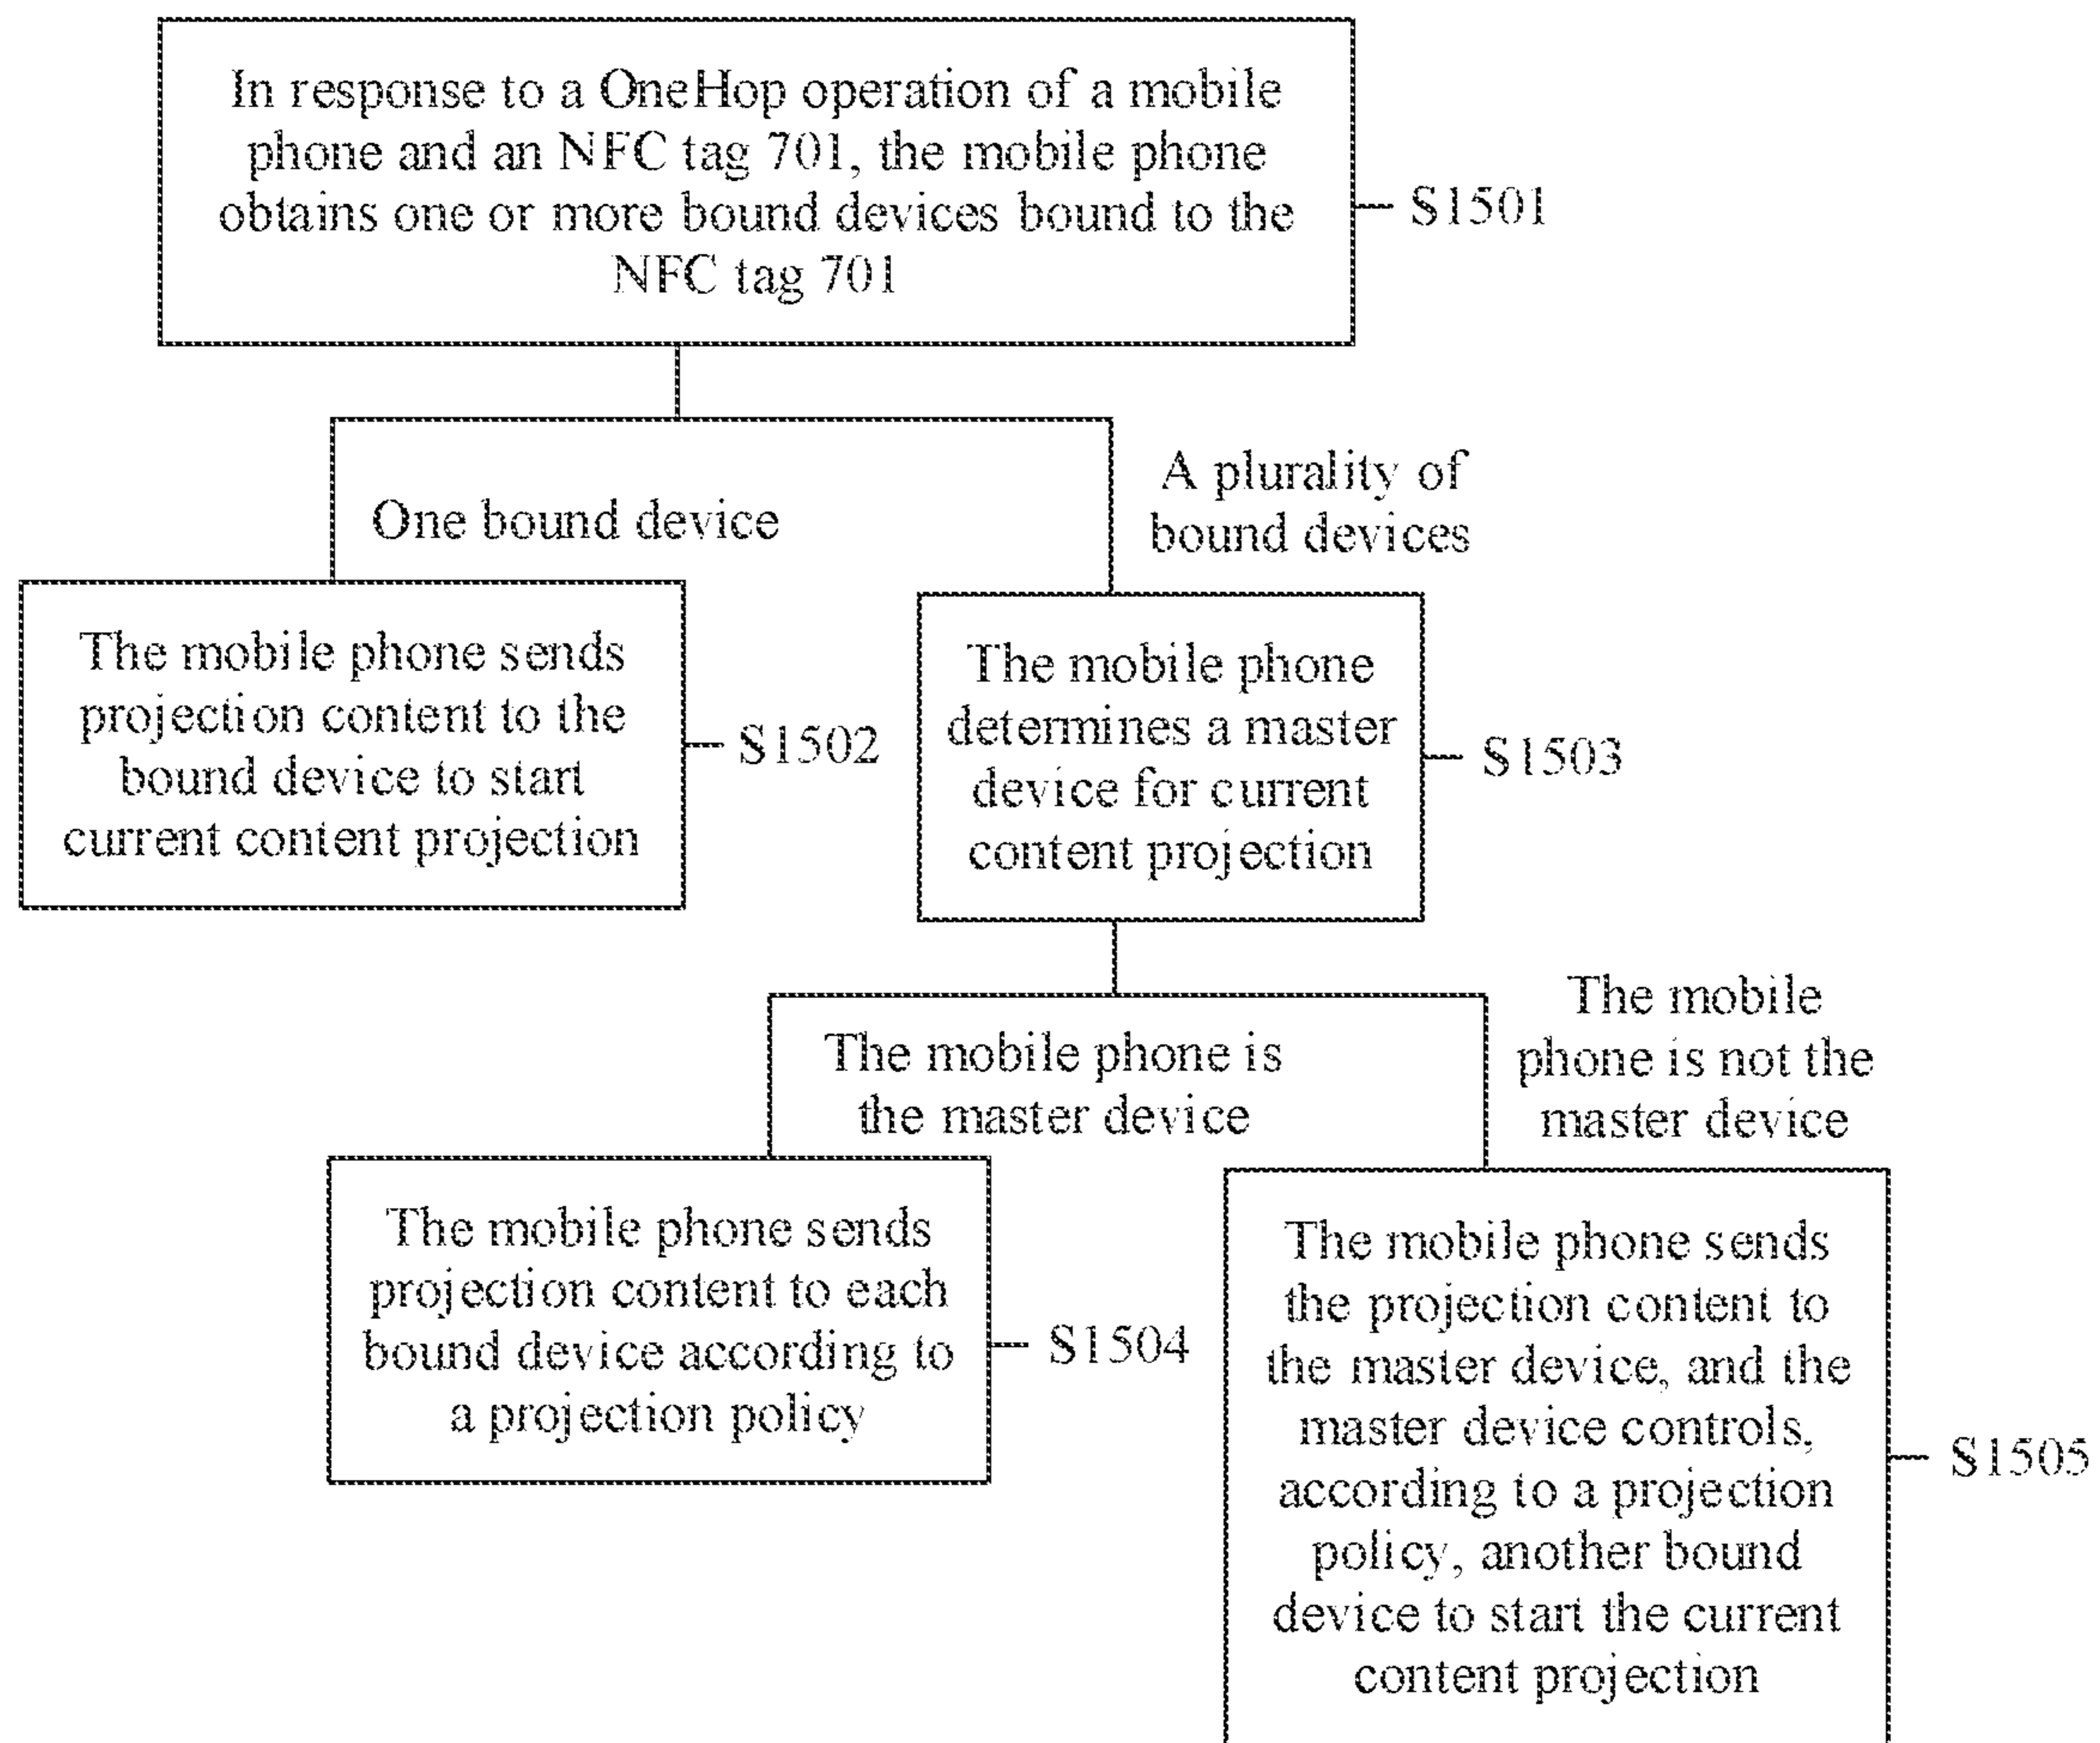 In response to a OneHop operation of a mobile
phone and an NFC tag 701, the mobile phone
obtains one or more bound devices bound to the
NFC tag 701
S1501
One bound device
A plurality of
bound devices
The mobile phone sends
projection content to the
bound device to start
current content projection
S1502
The mobile phone
determines a master
device for current
content projection
S1503
The mobile phone is
the master device
The mobile
phone is not the
master device
The mobile phone sends
projection content to each
bound device according to
a projection policy
S1504
The mobile phone sends
the projection content to
the master device, and the
master device controls,
according to a projection
policy, another bound
device to start the current
content projection
S1505